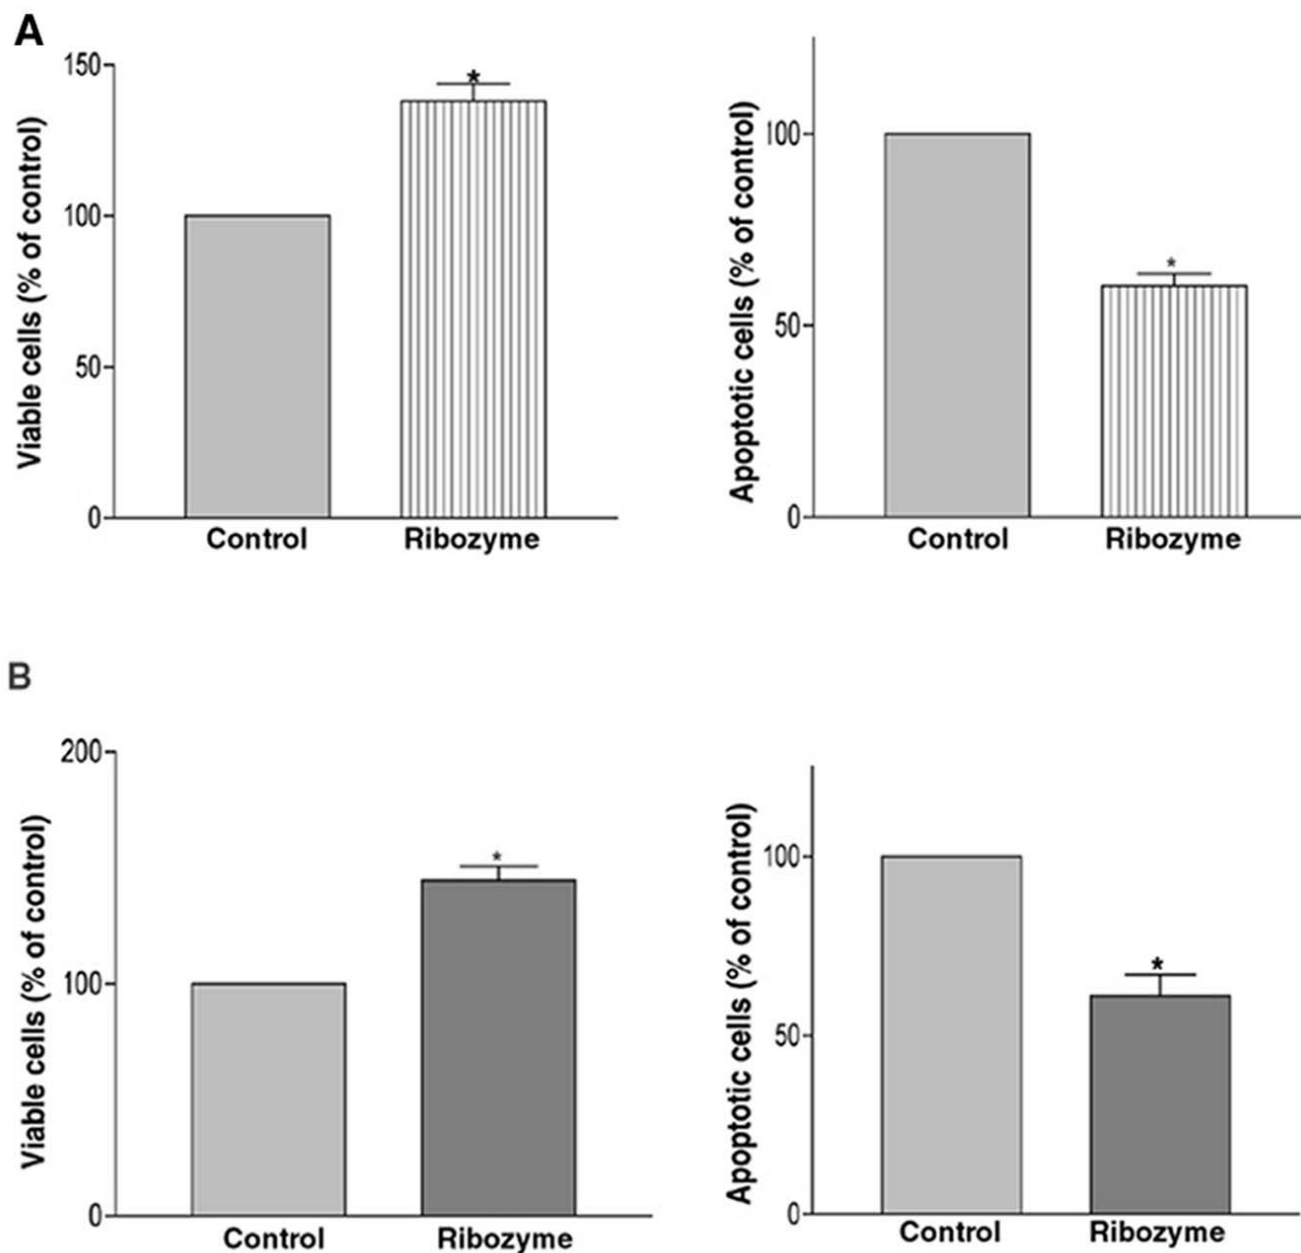 A
Viable cells (% of control)
150
100
50
0
*
Control Ribozyme
Apoptotic cells (% of control)
100
50
0
*
Control Ribozyme
B
Viable cells (% of control)
200
100
0
*
Control Ribozyme
Apoptotic cells (% of control)
100
50
0
*
Control Ribozyme